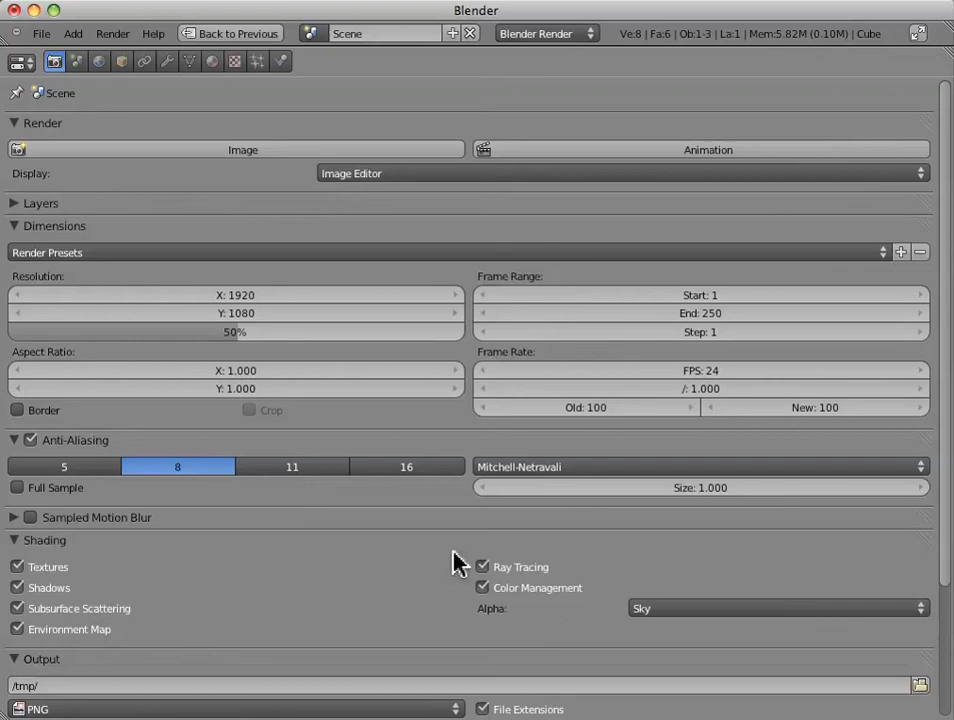 Blender
File Add Render Help Back to Previous Scene Blender Render Ve:8 | Fa:6 | Ob:1-3 | La:1 | Mem:5.82M (0.10M) | Cube
Scene
Render
Image Animation
Display: Image Editor
Layers
Dimensions
Render Presets
Resolution: Frame Range:
X: 1920 Start: 1
Y: 1080 End: 250
50% Step: 1
Aspect Ratio: Frame Rate:
X: 1.000 FPS: 24
Y: 1.000 /: 1.000
Border Crop Old: 100 New: 100
Anti-Aliasing
5 8 11 16 Mitchell-Netravali
Full Sample Size: 1.000
Sampled Motion Blur
Shading
Textures Ray Tracing
Shadows Color Management
Subsurface Scattering Alpha: Sky
Environment Map
Output
/tmp/
PNG File Extensions